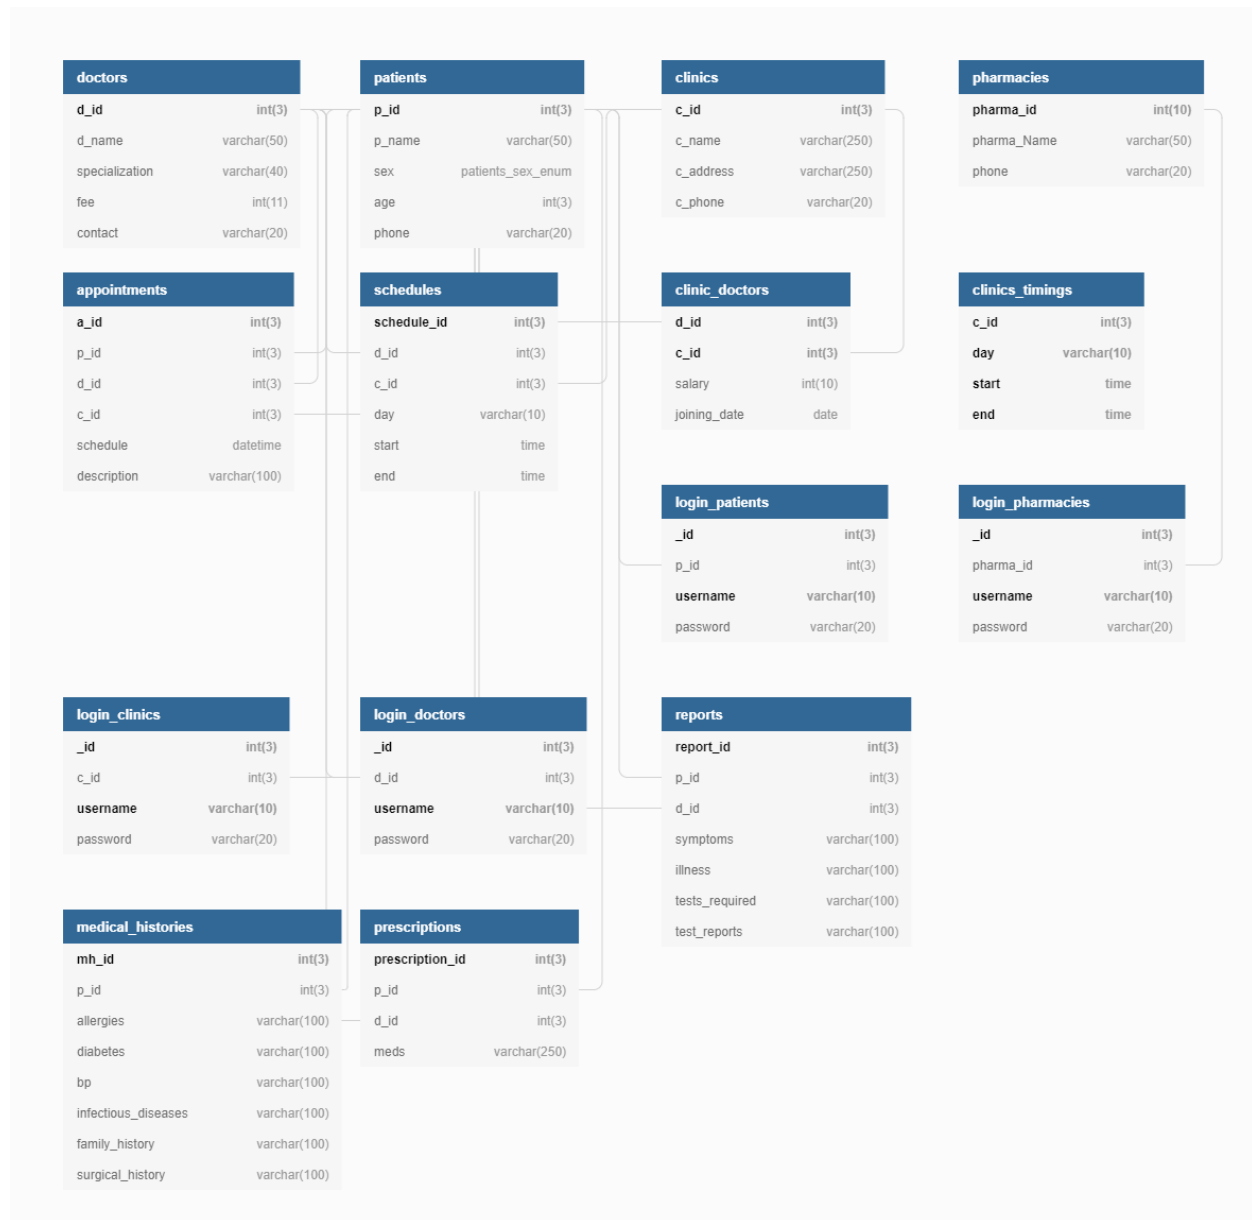 doctors
d_id int(3)
d_name varchar(50)
specialization varchar(40)
fee int(11)
contact varchar(20)
patients
p_id int(3)
p_name varchar(50)
sex patients_sex_enum
age int(3)
phone varchar(20)
clinics
c_id int(3)
c_name varchar(250)
c_address varchar(250)
c_phone varchar(20)
pharmacies
pharma_id int(10)
pharma_Name varchar(50)
phone varchar(20)
appointments
a_id int(3)
p_id int(3)
d_id int(3)
c_id int(3)
schedule datetime
description varchar(100)
schedules
schedule_id int(3)
d_id int(3)
c_id int(3)
day varchar(10)
start time
end time
clinic_doctors
d_id int(3)
c_id int(3)
salary int(10)
joining_date date
clinics_timings
c_id int(3)
day varchar(10)
start time
end time
login_patients
_id int(3)
p_id int(3)
username varchar(10)
password varchar(20)
login_pharmacies
_id int(3)
pharma_id int(3)
username varchar(10)
password varchar(20)
login_clinics
_id int(3)
c_id int(3)
username varchar(10)
password varchar(20)
login_doctors
_id int(3)
d_id int(3)
username varchar(10)
password varchar(20)
reports
report_id int(3)
p_id int(3)
d_id int(3)
symptoms varchar(100)
illness varchar(100)
tests_required varchar(100)
test_reports varchar(100)
medical_histories
mh_id int(3)
p_id int(3)
allergies varchar(100)
diabetes varchar(100)
bp varchar(100)
infectious_diseases varchar(100)
family_history varchar(100)
surgical_history varchar(100)
prescriptions
prescription_id int(3)
p_id int(3)
d_id int(3)
meds varchar(250)